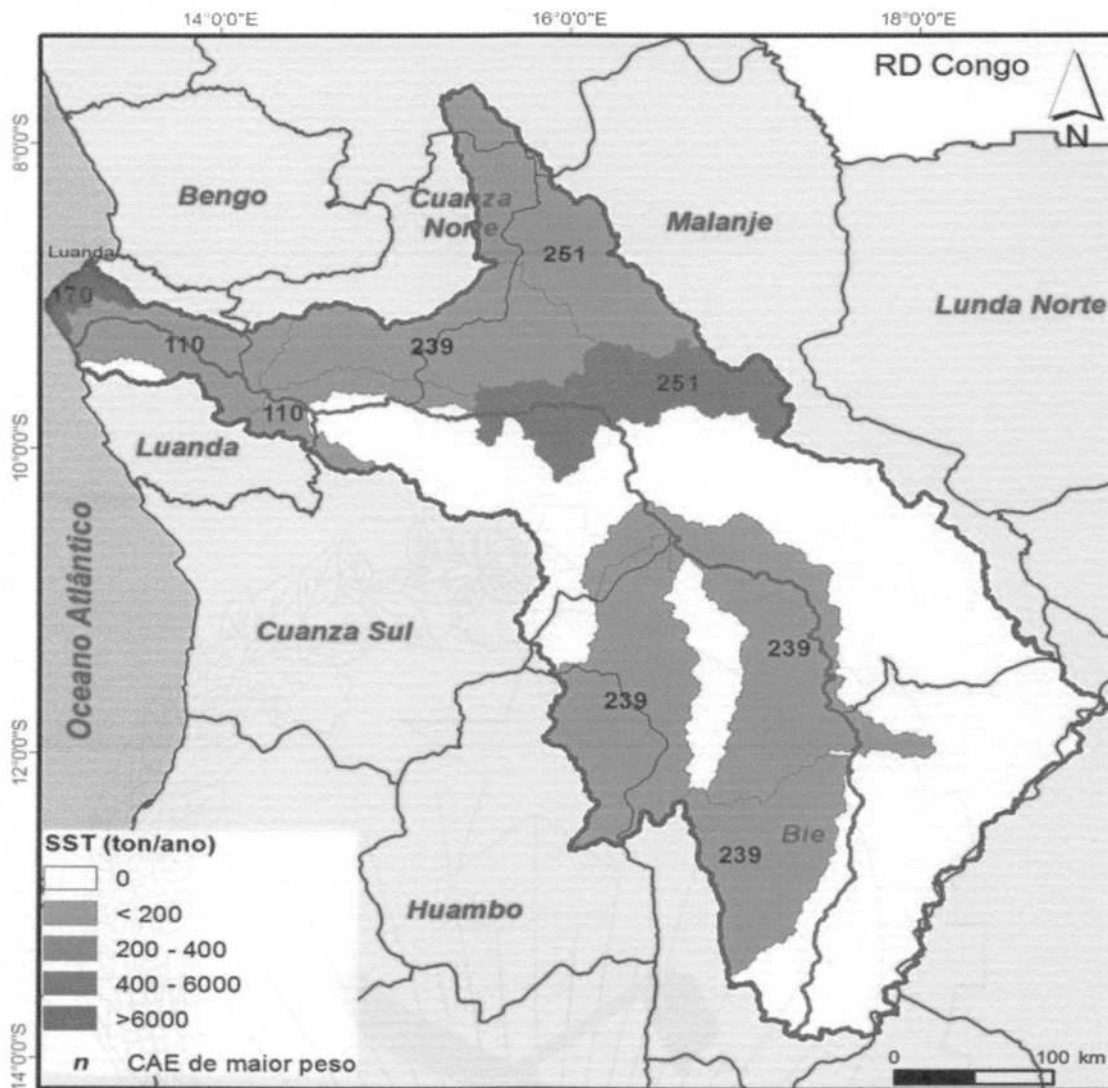 14°0'0"E
16°0'0"E
18°0'0"E
RD Congo
N
8°0'0"S
Bengo
Cuanza
Norte
Malanje
251
Luanda
170
Lunda Norte
110
239
251
110
10°0'0"S
Luanda
Oceano Atlântico
Cuanza Sul
239
239
12°0'0"S
SST (ton/ano)
0
< 200
200 - 400
400 - 6000
>6000
n CAE de maior peso
Bie
239
Huambo
14°0'0"S
0 100 km